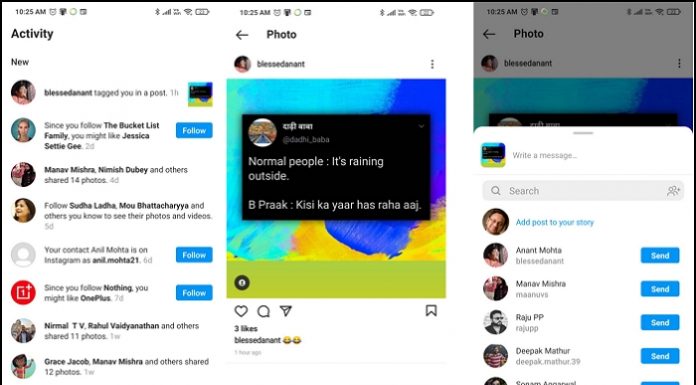 10:25 AM
Activity
New
blessedanant tagged you in a post. 1h
Since you follow The Bucket List
Family, you might like Jessica
Settie Gee. 2d
Follow
Manav Mishra, Nimish Dubey and others
shared 14 photos. 4d
Follow Sudha Ladha, Mou Bhattacharyya and
others you know to see their photos and videos.
5d
Your contact Anil Mohta is on
Instagram as anil.mohta21. 6d
Follow
Since you follow Nothing, you
might like OnePlus. 7d
Follow
Nirmal T V, Rahul Vaidyanathan and others
shared 11 photos. 1w
Grace Jacob, Manav Mishra and others shared
12 photos. 1w
10:25 AM
Photo
blessedanant
दाढ़ी बाबा
@dadhi_baba
Normal people : It's raining
outside.
B Praak : Kisi ka yaar has raha aaj.
3 likes
blessedanant 😂😂
1 hour ago
10:25 AM
Photo
blessedanant
Write a message...
Search
Add post to your story
Anant Mohta
blessedanant
Send
Manav Mishra
maanuvs
Send
Raju PP
rajupp
Send
Deepak Mathur
deepak.mathur.39
Send
Sonam Aggarwal